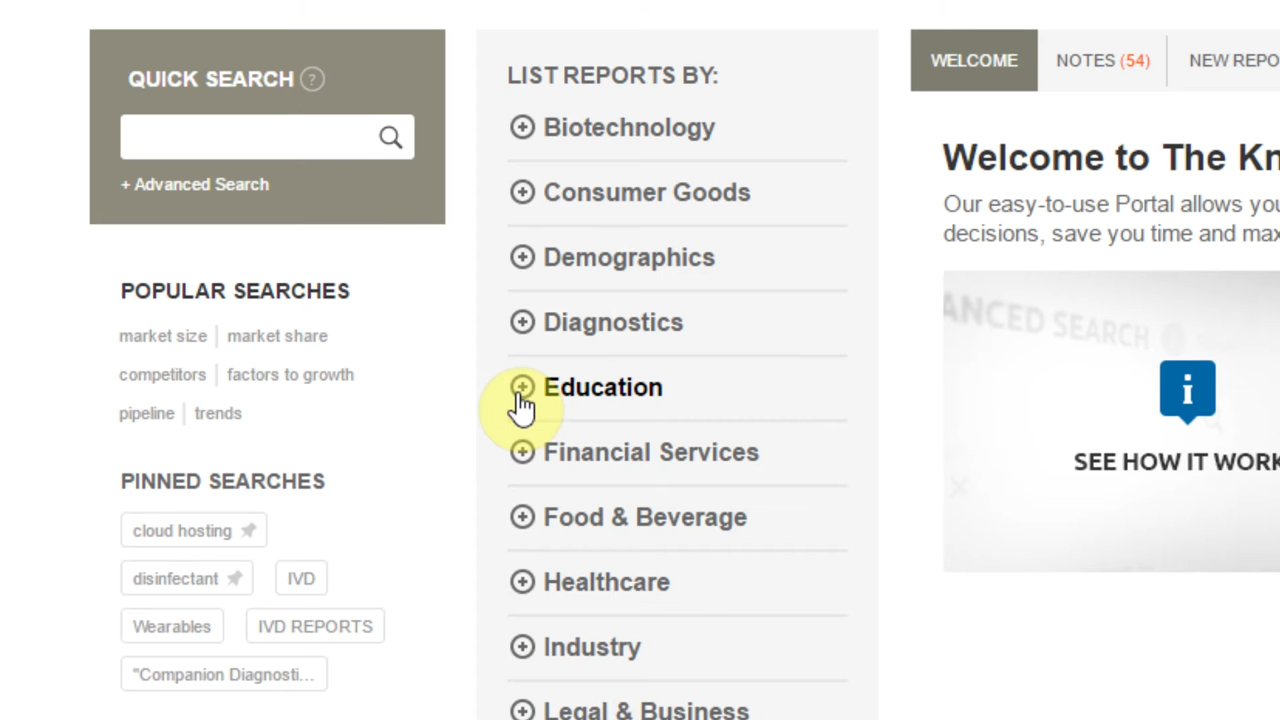 QUICK SEARCH ?
+ Advanced Search
POPULAR SEARCHES
market size | market share
competitors | factors to growth
pipeline | trends
PINNED SEARCHES
cloud hosting
disinfectant
IVD
Wearables
IVD REPORTS
"Companion Diagnosti...
LIST REPORTS BY:
Biotechnology
Consumer Goods
Demographics
Diagnostics
Education
Financial Services
Food & Beverage
Healthcare
Industry
Legal & Business
WELCOME
NOTES (54)
NEW REPO
Welcome to The Kn
Our easy-to-use Portal allows you
decisions, save you time and max
ANCED SEARCH
i
SEE HOW IT WORK